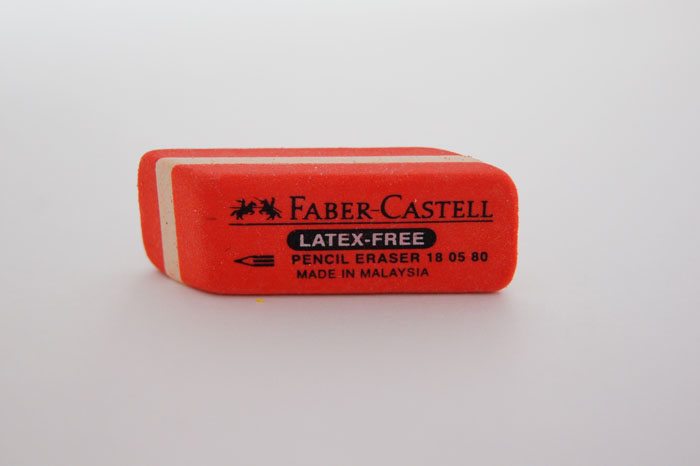 FABER-CASTELL
LATEX-FREE
PENCIL ERASER 18 05 80
MADE IN MALAYSIA